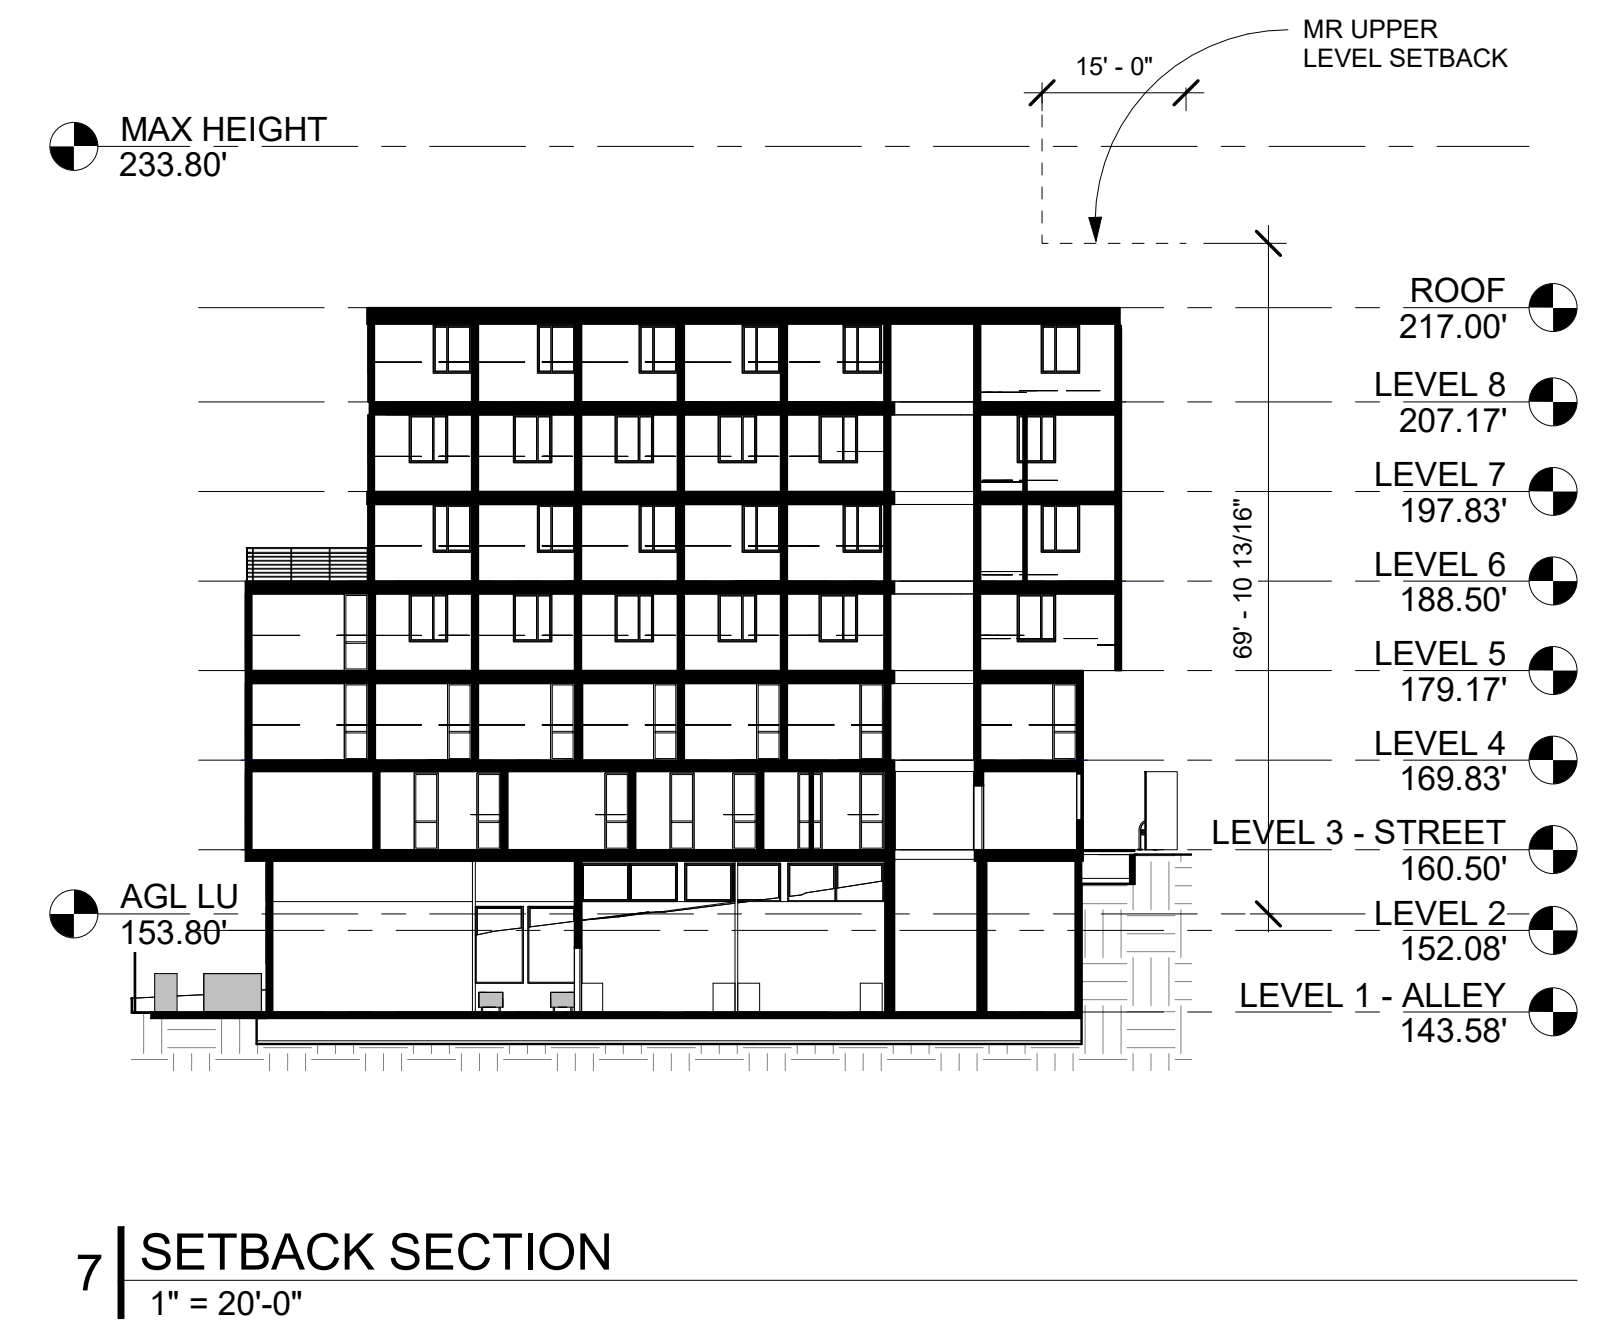 MR UPPER
LEVEL SETBACK
15' - 0"
MAX HEIGHT
233.80'
ROOF
217.00'
LEVEL 8
207.17'
LEVEL 7
197.83'
69' - 10 13/16"
LEVEL 6
188.50'
LEVEL 5
179.17'
LEVEL 4
169.83'
LEVEL 3 - STREET
160.50'
AGL LU
153.80'
LEVEL 2
152.08'
LEVEL 1 - ALLEY
143.58'
7
SETBACK SECTION
1" = 20'-0"